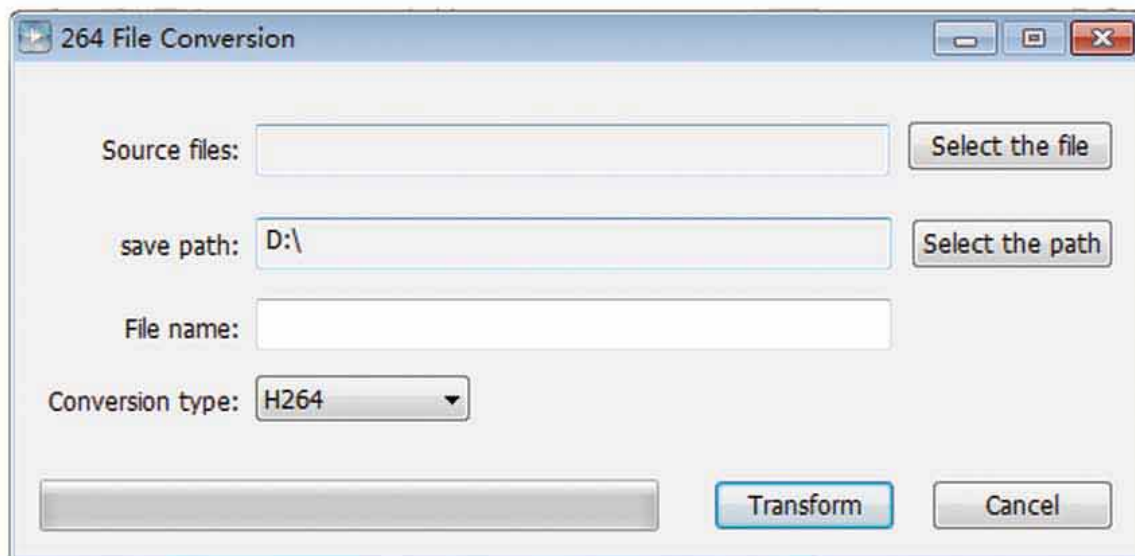 264 File Conversion
Source files:
Select the file
save path: D:\
Select the path
File name:
Conversion type: H264
Transform
Cancel